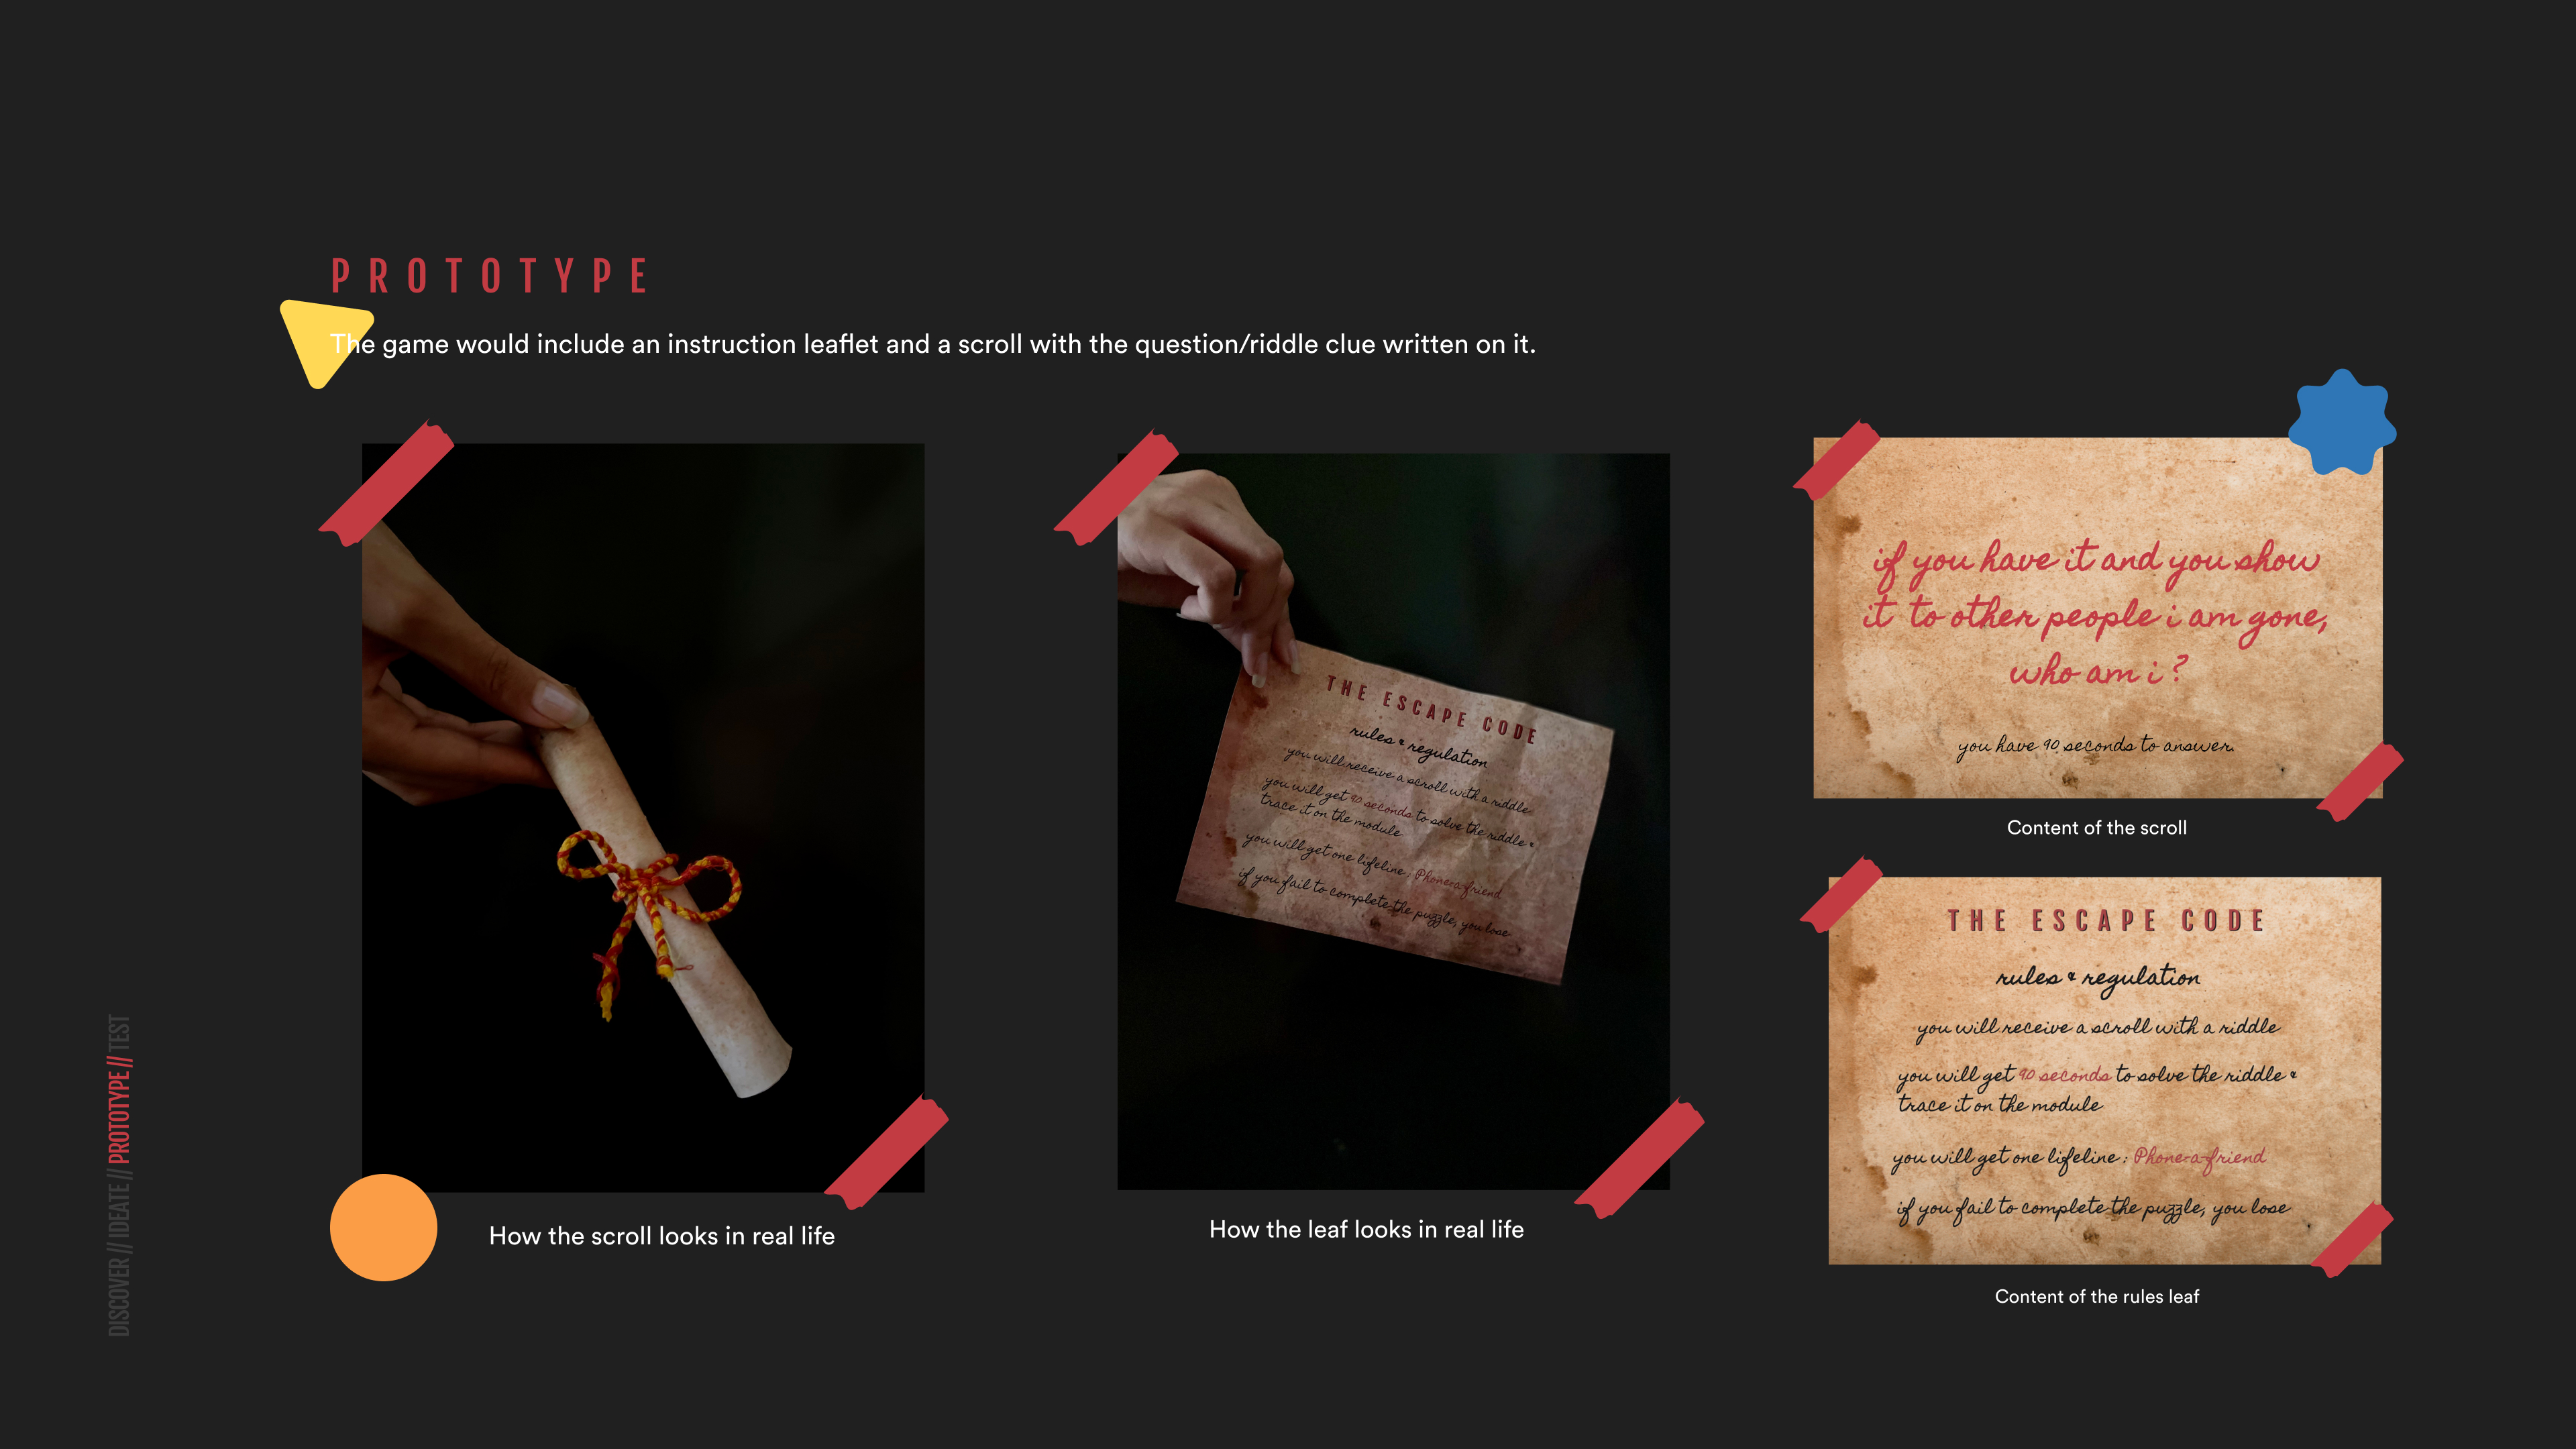 PROTOTYPE
The game would include an instruction leaflet and a scroll with the question/riddle clue written on it.
THE ESCAPE CODE
rules & regulation
you will receive a scroll with a riddle
you will get 90 seconds to solve the riddle &
trace it on the module
you will get one lifeline : Phone-a-friend
if you fail to complete the puzzle, you lose
How the scroll looks in real life
How the leaf looks in real life
if you have it and you show
it to other people i am gone,
who am i ?
you have 90 seconds to answer.
Content of the scroll
THE ESCAPE CODE
rules & regulation
you will receive a scroll with a riddle
you will get 90 seconds to solve the riddle &
trace it on the module
you will get one lifeline : Phone-a-friend
if you fail to complete the puzzle, you lose
Content of the rules leaf
DISCOVER // IDEATE // PROTOTYPE // TEST